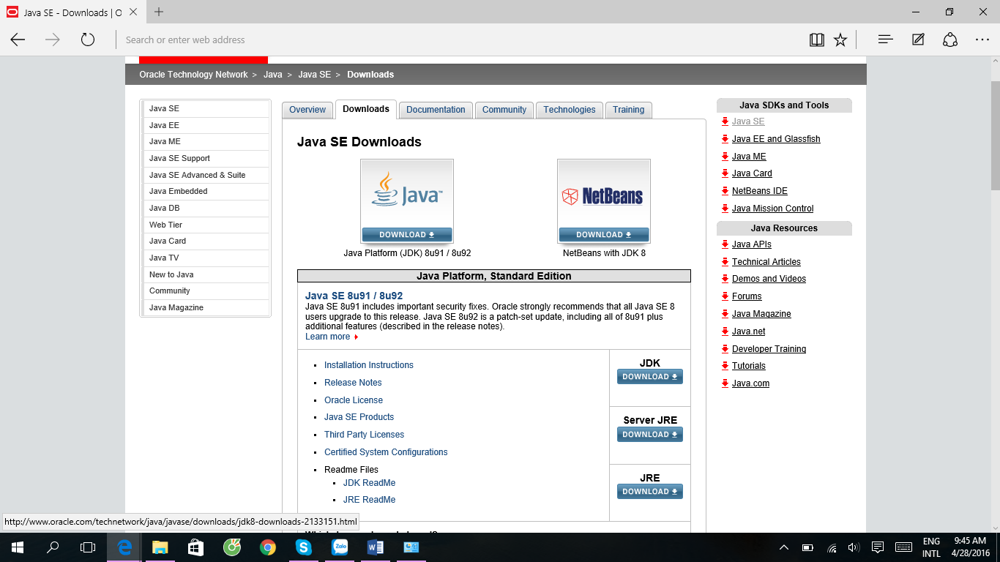 Java SE - Downloads | O
Search or enter web address
Oracle Technology Network > Java > Java SE > Downloads
Java SE
Java EE
Java ME
Java SE Support
Java SE Advanced & Suite
Java Embedded
Java DB
Web Tier
Java Card
Java TV
New to Java
Community
Java Magazine
Overview
Downloads
Documentation
Community
Technologies
Training
Java SE Downloads
Java™
DOWNLOAD
Java Platform (JDK) 8u91 / 8u92
NetBeans
DOWNLOAD
NetBeans with JDK 8
Java Platform, Standard Edition
Java SE 8u91 / 8u92
Java SE 8u91 includes important security fixes. Oracle strongly recommends that all Java SE 8
users upgrade to this release. Java SE 8u92 is a patch-set update, including all of 8u91 plus
additional features (described in the release notes).
Learn more
Installation Instructions
Release Notes
Oracle License
Java SE Products
Third Party Licenses
Certified System Configurations
Readme Files
JDK ReadMe
JRE ReadMe
JDK
DOWNLOAD
Server JRE
DOWNLOAD
JRE
DOWNLOAD
Java SDKs and Tools
Java SE
Java EE and Glassfish
Java ME
Java Card
NetBeans IDE
Java Mission Control
Java Resources
Java APIs
Technical Articles
Demos and Videos
Forums
Java Magazine
Java.net
Developer Training
Tutorials
Java.com
http://www.oracle.com/technetwork/java/javase/downloads/jdk8-downloads-2133151.html
Zalo
ENG
INTL
9:45 AM
4/28/2016